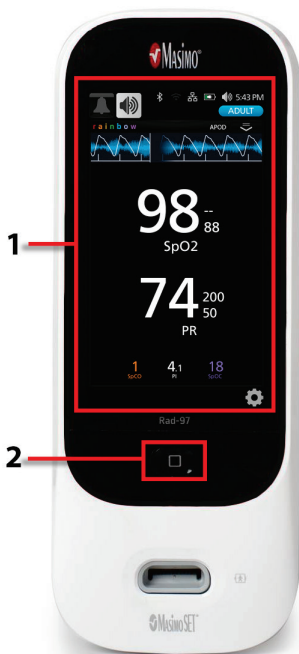 MASIMO®
5:43 PM
ADULT
rainbow
APOD
98
--
88
SpO2
1
74
200
50
PR
1
4.1
18
SpCO
PI
SpOC
Rad-97
2
MASIMO SET®